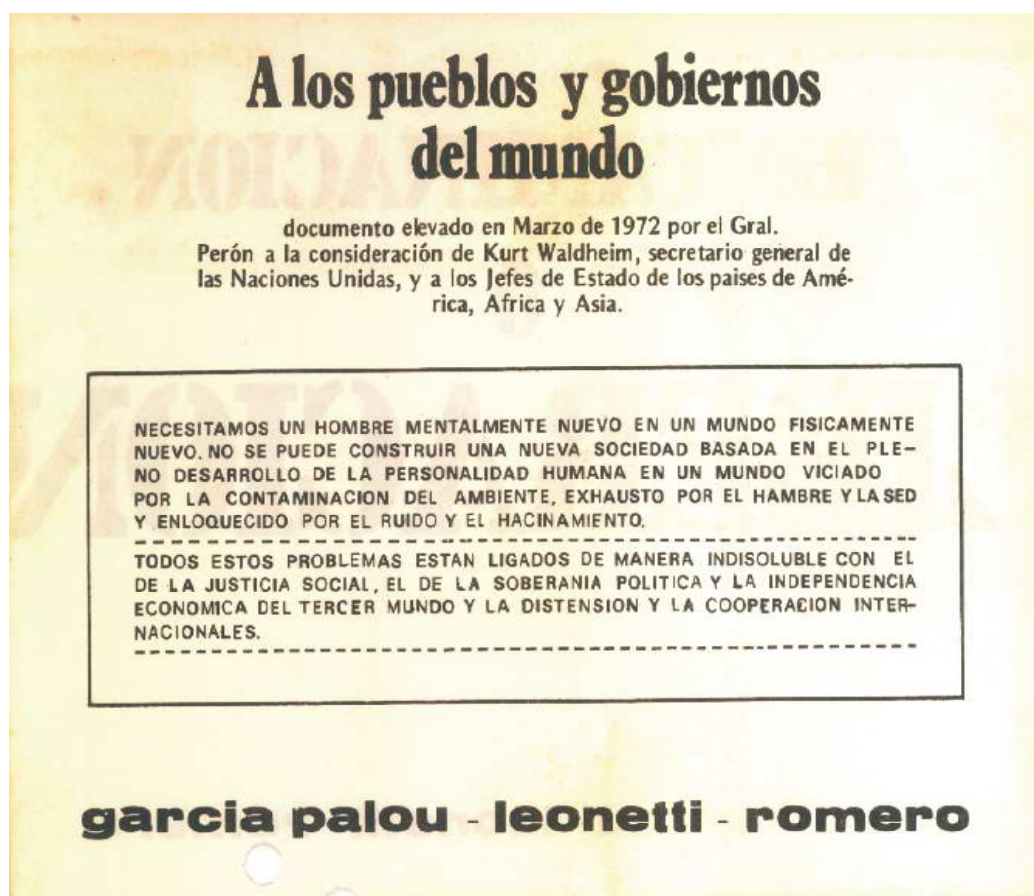 A los pueblos y gobiernos
del mundo
documento elevado en Marzo de 1972 por el Gral.
Perón a la consideración de Kurt Waldheim, secretario general de
las Naciones Unidas, y a los Jefes de Estado de los paises de Amé-
rica, Africa y Asia.
NECESITAMOS UN HOMBRE MENTALMENTE NUEVO EN UN MUNDO FISICAMENTE
NUEVO. NO SE PUEDE CONSTRUIR UNA NUEVA SOCIEDAD BASADA EN EL PLE-
NO DESARROLLO DE LA PERSONALIDAD HUMANA EN UN MUNDO VICIADO
POR LA CONTAMINACION DEL AMBIENTE, EXHAUSTO POR EL HAMBRE Y LA SED
Y ENLOQUECIDO POR EL RUIDO Y EL HACINAMIENTO.
TODOS ESTOS PROBLEMAS ESTAN LIGADOS DE MANERA INDISOLUBLE CON EL
DE LA JUSTICIA SOCIAL, EL DE LA SOBERANIA POLITICA Y LA INDEPENDENCIA
ECONOMICA DEL TERCER MUNDO Y LA DISTENSION Y LA COOPERACION INTER-
NACIONALES.
garcia palou - leonetti - romero